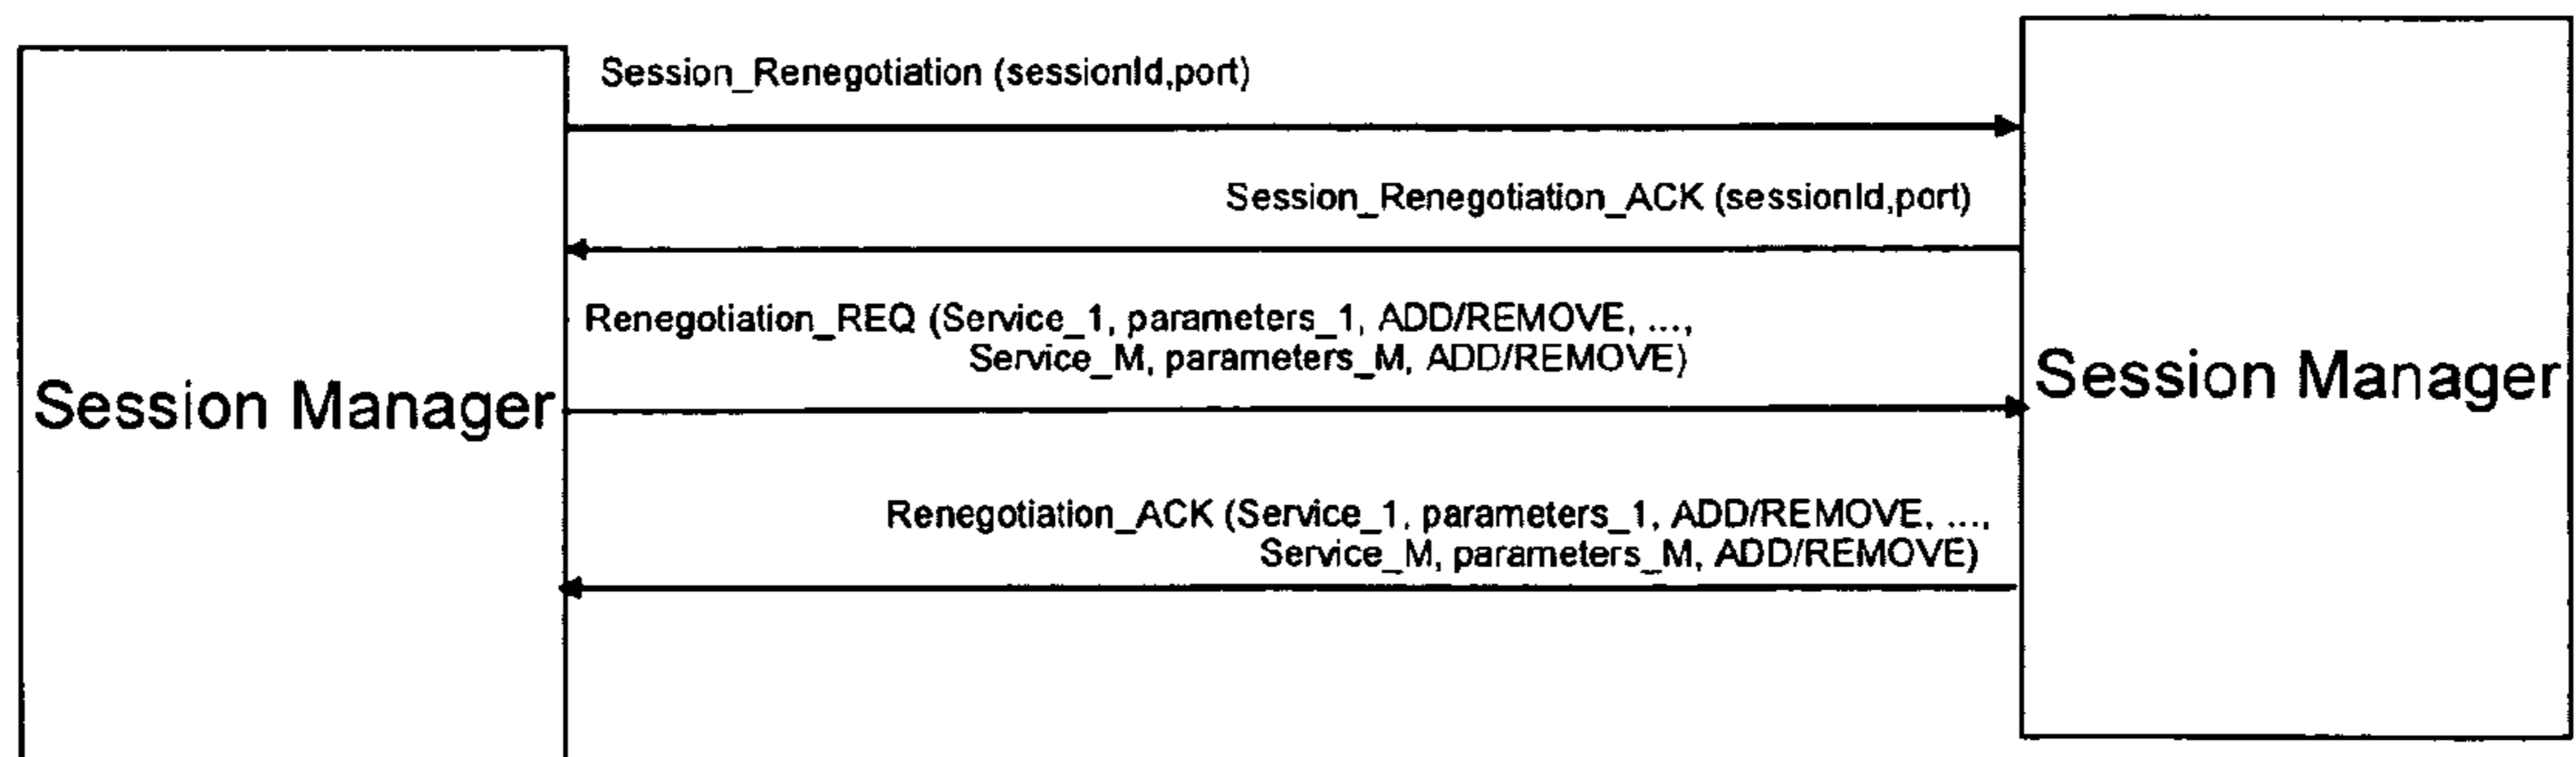 Session_Renegotiation (sessionId,port)
Session_Renegotiation_ACK (sessionId,port)
Renegotiation_REQ (Service_1, parameters_1, ADD/REMOVE, ...,
Service_M, parameters_M, ADD/REMOVE)
Session Manager
Session Manager
Renegotiation_ACK (Service_1, parameters_1, ADD/REMOVE, ...,
Service_M, parameters_M, ADD/REMOVE)